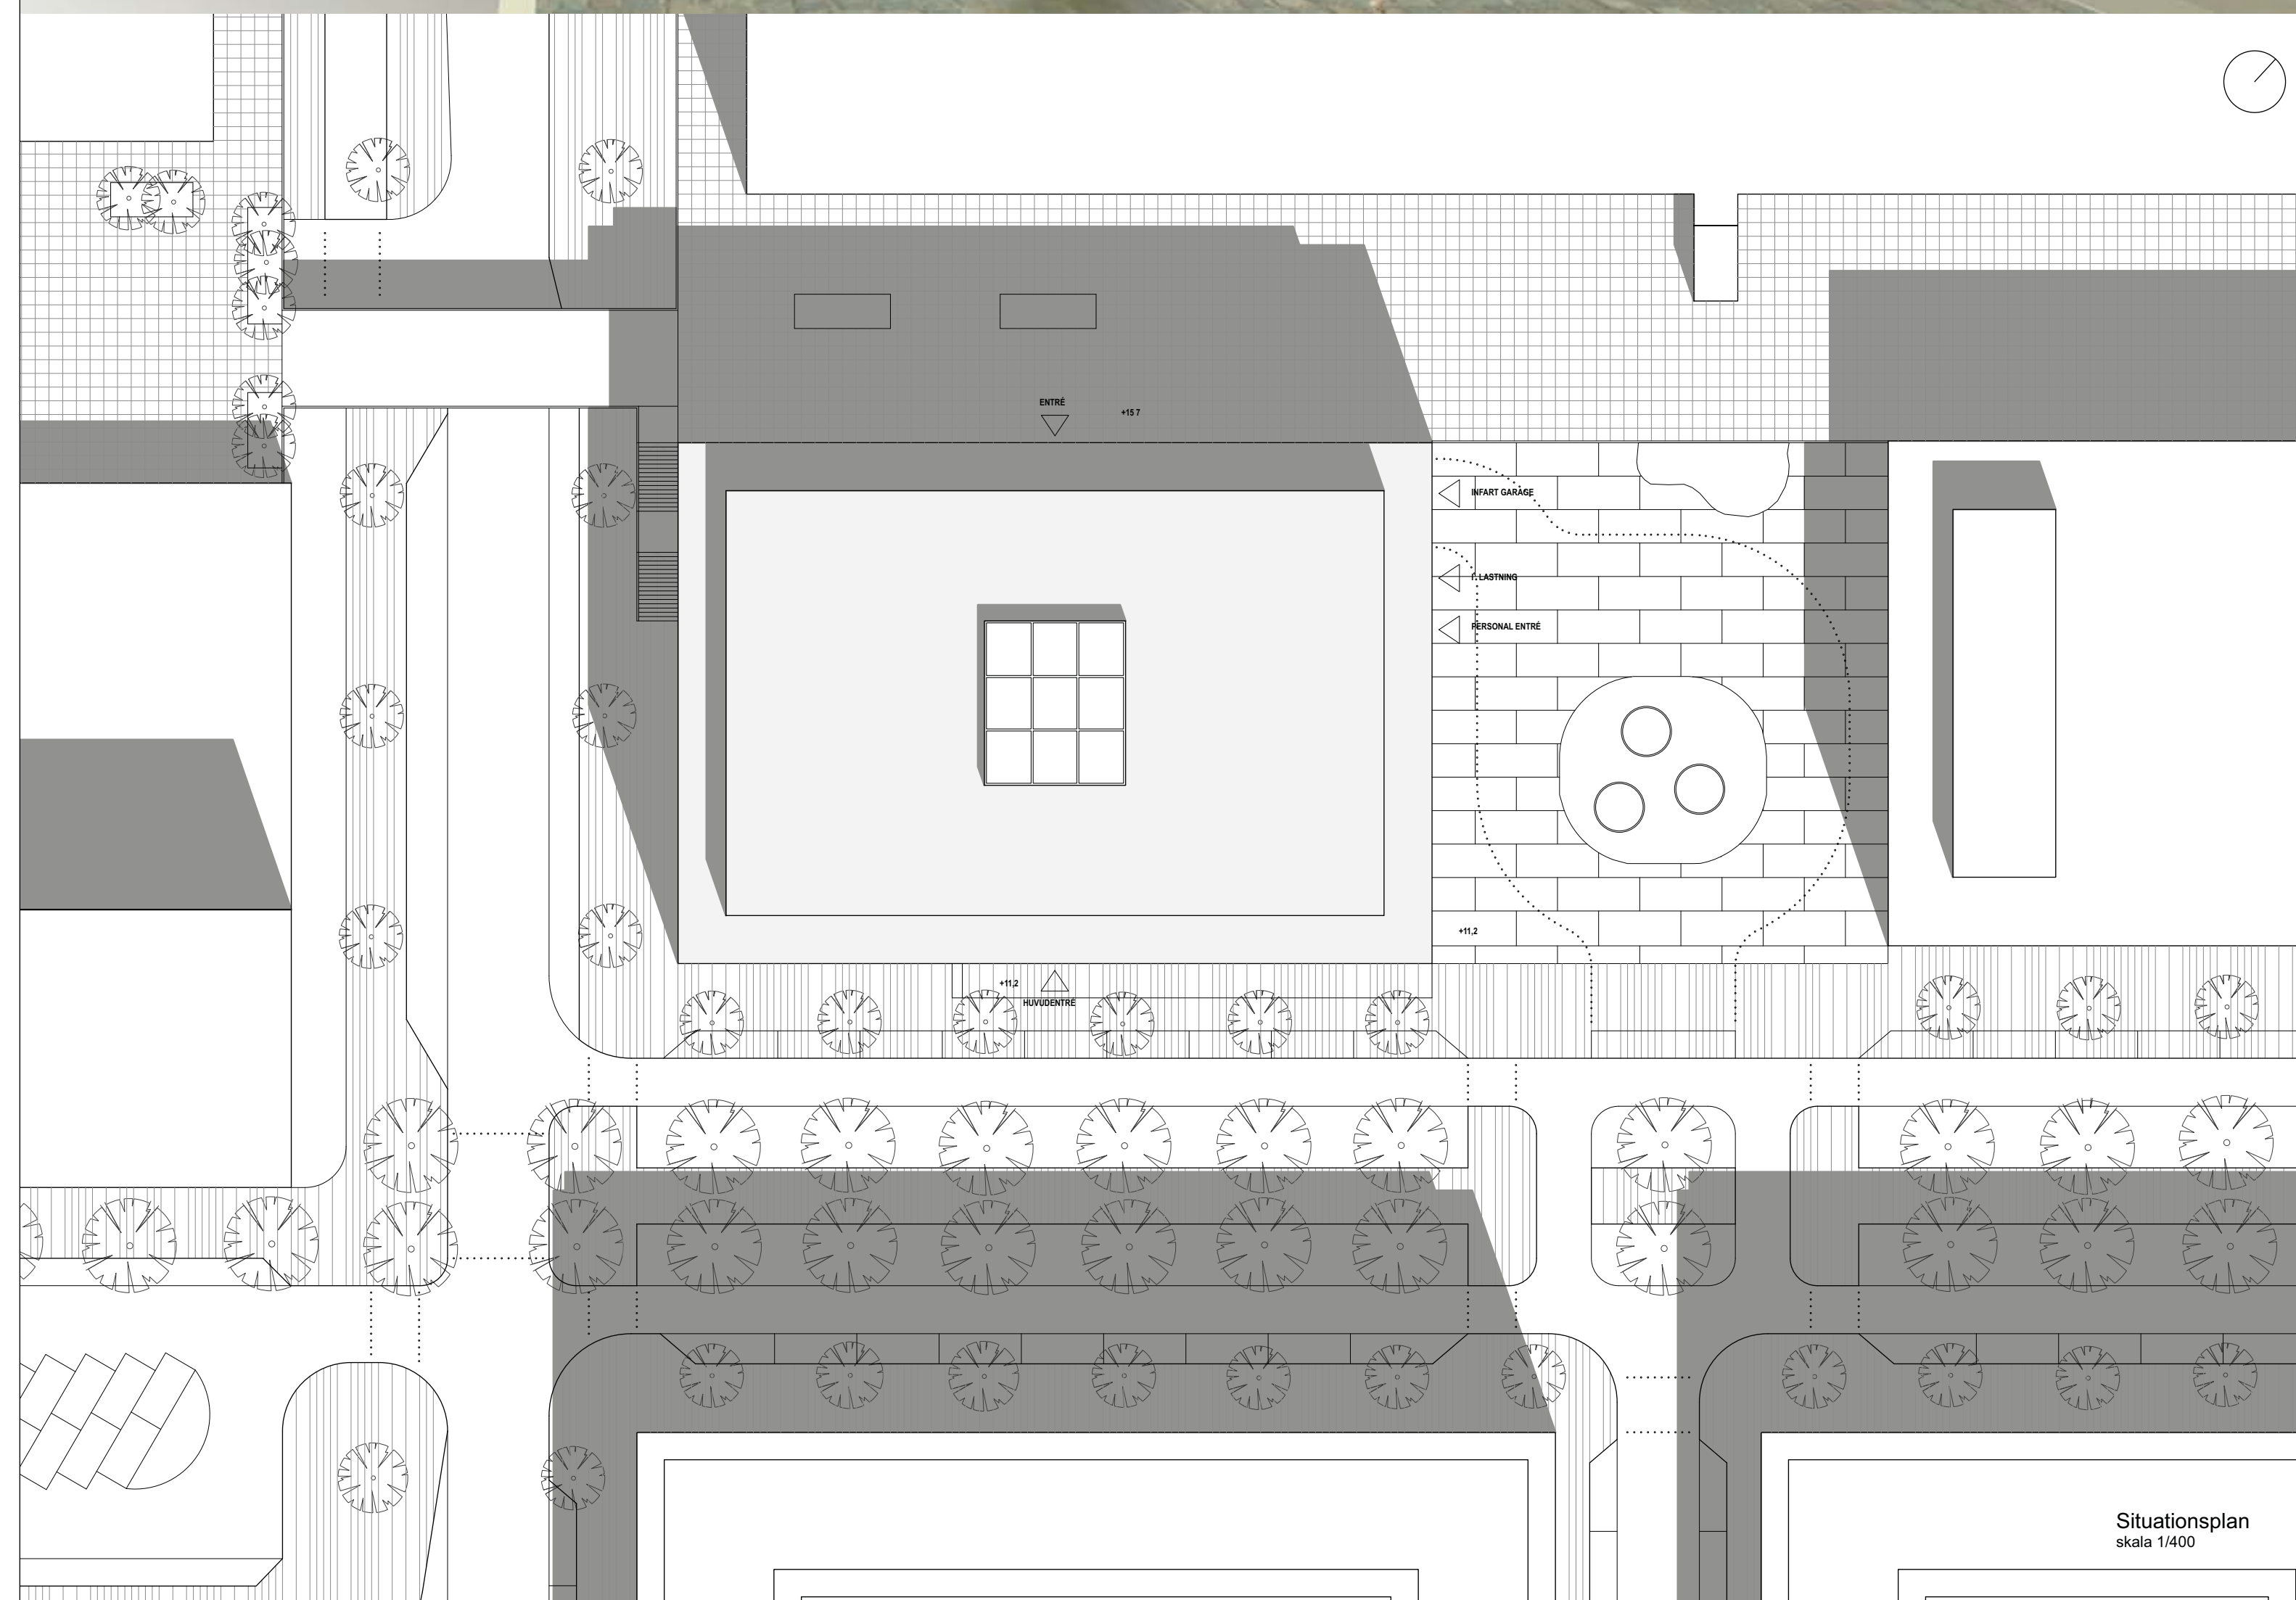 ENTRÉ
+15 7
INFART GARAGE
LASTNING
PERSONAL ENTRÉ
+11,2
+11,2
HUVUDENTRÉ
Situationsplan
skala 1/400